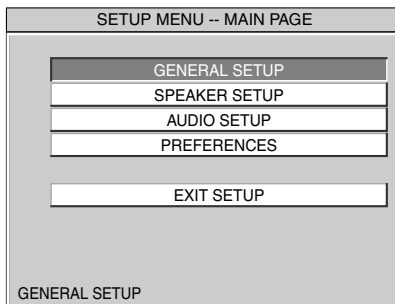 SETUP MENU -- MAIN PAGE
GENERAL SETUP
SPEAKER SETUP
AUDIO SETUP
PREFERENCES
EXIT SETUP
GENERAL SETUP